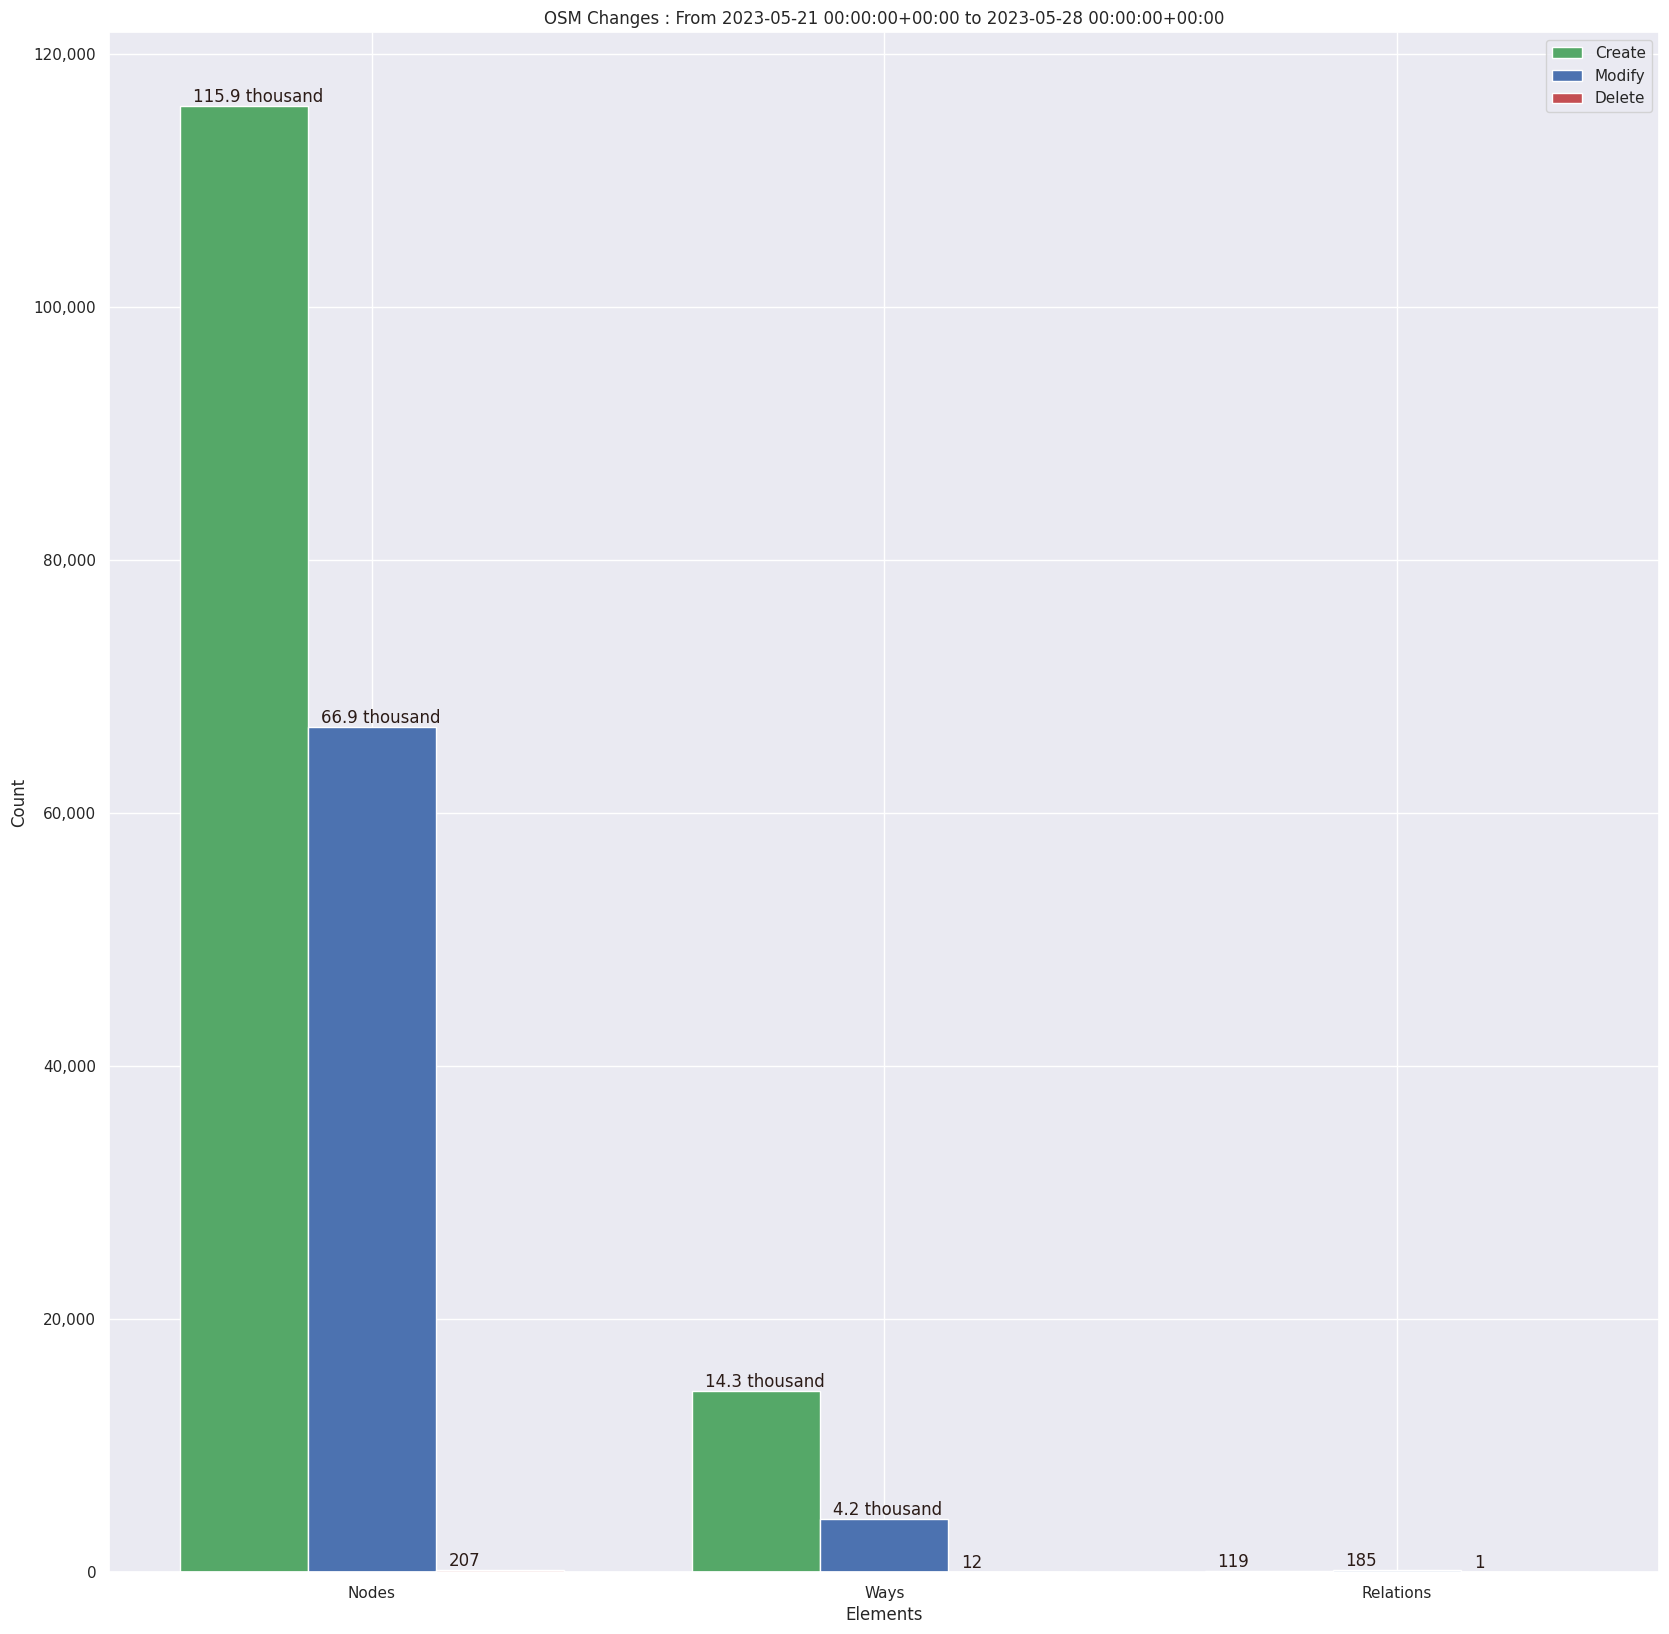 OSM Changes : From 2023-05-21 00:00:00+00:00 to 2023-05-28 00:00:00+00:00
Create
Modify
Delete
120,000
100,000
80,000
60,000
40,000
20,000
0
Count
115.9 thousand
66.9 thousand
207
14.3 thousand
4.2 thousand
12
119
185
1
Nodes
Ways
Relations
Elements